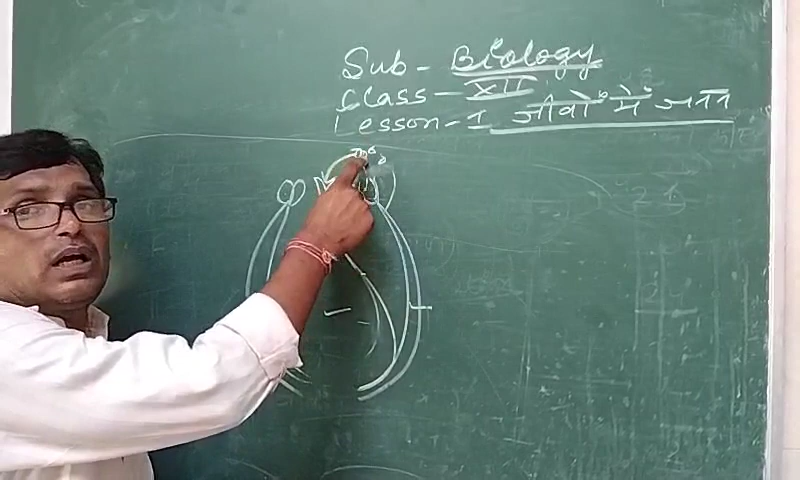 Sub - Biology
Class - XII
Lesson - 1 जीवों में जनन